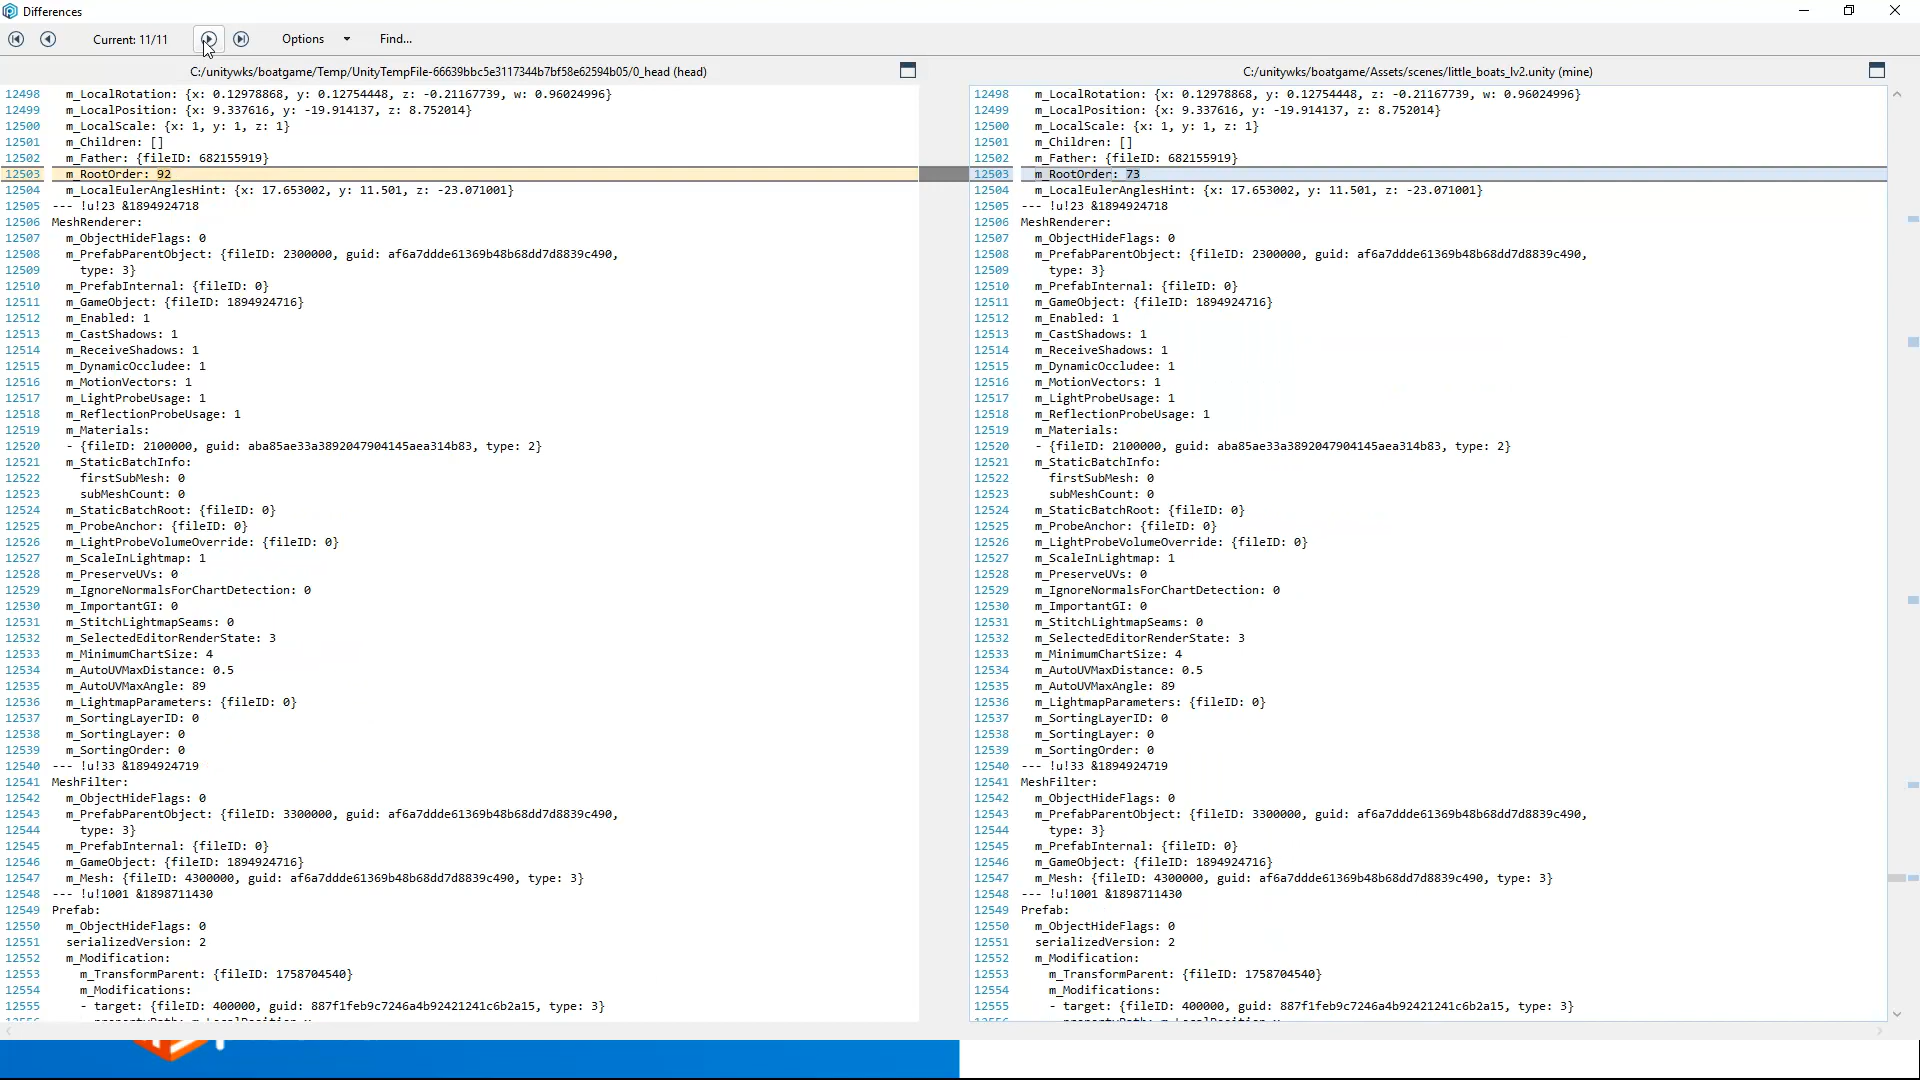 Differences
Current: 11/11
Options
Find...
C:/unitywks/boatgame/Temp/UnityTempFile-66639bbc5e3117344b7bf58e62594b05/0_head (head)
12498 m_LocalRotation: {x: 0.12978868, y: 0.12754448, z: -0.21167739, w: 0.96024996}
12499 m_LocalPosition: {x: 9.337616, y: -19.914137, z: 8.752014}
12500 m_LocalScale: {x: 1, y: 1, z: 1}
12501 m_Children: []
12502 m_Father: {fileID: 682155919}
12503 m_RootOrder: 92
12504 m_LocalEulerAnglesHint: {x: 17.653002, y: 11.501, z: -23.071001}
12505 --- !u!23 &1894924718
12506 MeshRenderer:
12507 m_ObjectHideFlags: 0
12508 m_PrefabParentObject: {fileID: 2300000, guid: af6a7ddde61369b48b68dd7d8839c490,
12509 type: 3}
12510 m_PrefabInternal: {fileID: 0}
12511 m_GameObject: {fileID: 1894924716}
12512 m_Enabled: 1
12513 m_CastShadows: 1
12514 m_ReceiveShadows: 1
12515 m_DynamicOccludee: 1
12516 m_MotionVectors: 1
12517 m_LightProbeUsage: 1
12518 m_ReflectionProbeUsage: 1
12519 m_Materials:
12520 - {fileID: 2100000, guid: aba85ae33a3892047904145aea314b83, type: 2}
12521 m_StaticBatchInfo:
12522 firstSubMesh: 0
12523 subMeshCount: 0
12524 m_StaticBatchRoot: {fileID: 0}
12525 m_ProbeAnchor: {fileID: 0}
12526 m_LightProbeVolumeOverride: {fileID: 0}
12527 m_ScaleInLightmap: 1
12528 m_PreserveUVs: 0
12529 m_IgnoreNormalsForChartDetection: 0
12530 m_ImportantGI: 0
12531 m_StitchLightmapSeams: 0
12532 m_SelectedEditorRenderState: 3
12533 m_MinimumChartSize: 4
12534 m_AutoUVMaxDistance: 0.5
12535 m_AutoUVMaxAngle: 89
12536 m_LightmapParameters: {fileID: 0}
12537 m_SortingLayerID: 0
12538 m_SortingLayer: 0
12539 m_SortingOrder: 0
12540 --- !u!33 &1894924719
12541 MeshFilter:
12542 m_ObjectHideFlags: 0
12543 m_PrefabParentObject: {fileID: 3300000, guid: af6a7ddde61369b48b68dd7d8839c490,
12544 type: 3}
12545 m_PrefabInternal: {fileID: 0}
12546 m_GameObject: {fileID: 1894924716}
12547 m_Mesh: {fileID: 4300000, guid: af6a7ddde61369b48b68dd7d8839c490, type: 3}
12548 --- !u!1001 &1898711430
12549 Prefab:
12550 m_ObjectHideFlags: 0
12551 serializedVersion: 2
12552 m_Modification:
12553 m_TransformParent: {fileID: 1758704540}
12554 m_Modifications:
12555 - target: {fileID: 400000, guid: 887f1feb9c7246a4b92421241c6b2a15, type: 3}
C:/unitywks/boatgame/Assets/scenes/little_boats_lv2.unity (mine)
12498 m_LocalRotation: {x: 0.12978868, y: 0.12754448, z: -0.21167739, w: 0.96024996}
12499 m_LocalPosition: {x: 9.337616, y: -19.914137, z: 8.752014}
12500 m_LocalScale: {x: 1, y: 1, z: 1}
12501 m_Children: []
12502 m_Father: {fileID: 682155919}
12503 m_RootOrder: 73
12504 m_LocalEulerAnglesHint: {x: 17.653002, y: 11.501, z: -23.071001}
12505 --- !u!23 &1894924718
12506 MeshRenderer:
12507 m_ObjectHideFlags: 0
12508 m_PrefabParentObject: {fileID: 2300000, guid: af6a7ddde61369b48b68dd7d8839c490,
12509 type: 3}
12510 m_PrefabInternal: {fileID: 0}
12511 m_GameObject: {fileID: 1894924716}
12512 m_Enabled: 1
12513 m_CastShadows: 1
12514 m_ReceiveShadows: 1
12515 m_DynamicOccludee: 1
12516 m_MotionVectors: 1
12517 m_LightProbeUsage: 1
12518 m_ReflectionProbeUsage: 1
12519 m_Materials:
12520 - {fileID: 2100000, guid: aba85ae33a3892047904145aea314b83, type: 2}
12521 m_StaticBatchInfo:
12522 firstSubMesh: 0
12523 subMeshCount: 0
12524 m_StaticBatchRoot: {fileID: 0}
12525 m_ProbeAnchor: {fileID: 0}
12526 m_LightProbeVolumeOverride: {fileID: 0}
12527 m_ScaleInLightmap: 1
12528 m_PreserveUVs: 0
12529 m_IgnoreNormalsForChartDetection: 0
12530 m_ImportantGI: 0
12531 m_StitchLightmapSeams: 0
12532 m_SelectedEditorRenderState: 3
12533 m_MinimumChartSize: 4
12534 m_AutoUVMaxDistance: 0.5
12535 m_AutoUVMaxAngle: 89
12536 m_LightmapParameters: {fileID: 0}
12537 m_SortingLayerID: 0
12538 m_SortingLayer: 0
12539 m_SortingOrder: 0
12540 --- !u!33 &1894924719
12541 MeshFilter:
12542 m_ObjectHideFlags: 0
12543 m_PrefabParentObject: {fileID: 3300000, guid: af6a7ddde61369b48b68dd7d8839c490,
12544 type: 3}
12545 m_PrefabInternal: {fileID: 0}
12546 m_GameObject: {fileID: 1894924716}
12547 m_Mesh: {fileID: 4300000, guid: af6a7ddde61369b48b68dd7d8839c490, type: 3}
12548 --- !u!1001 &1898711430
12549 Prefab:
12550 m_ObjectHideFlags: 0
12551 serializedVersion: 2
12552 m_Modification:
12553 m_TransformParent: {fileID: 1758704540}
12554 m_Modifications:
12555 - target: {fileID: 400000, guid: 887f1feb9c7246a4b92421241c6b2a15, type: 3}